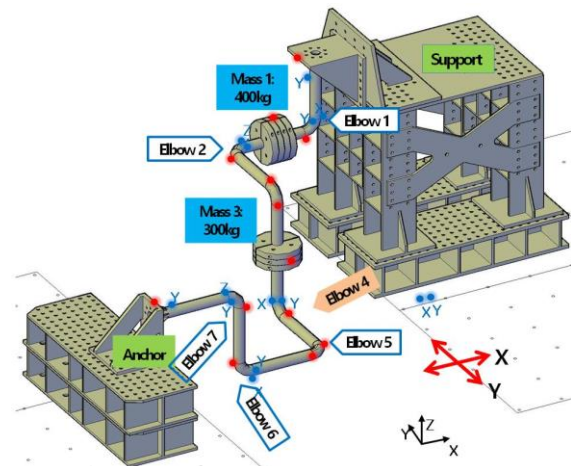 Support
Y
Mass 1:
400kg
X
Y
Y
Elbow 1
Z
Elbow 2
Mass 3:
300kg
Elbow 4
X Y
Z
Y
Y
X Y
Y
Elbow 7
Anchor
Elbow 5
X
Y
Y
Elbow 6
Z
Y
X